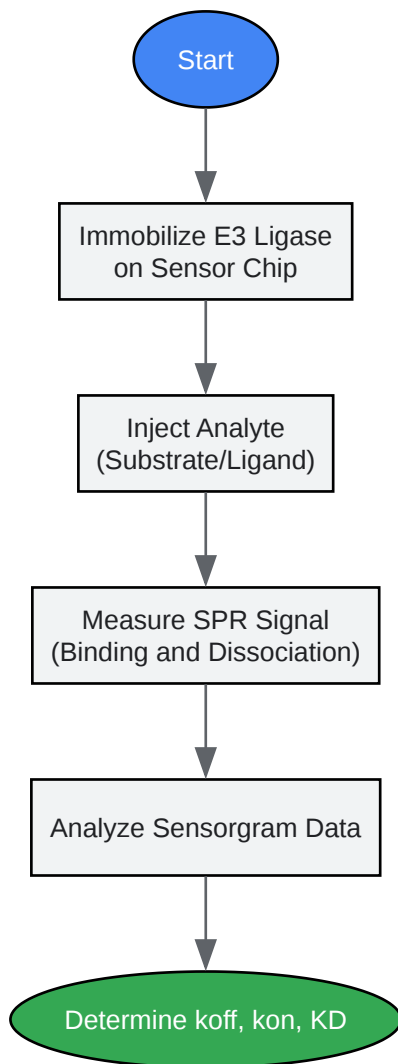 Start
Immobilize E3 Ligase
on Sensor Chip
Inject Analyte
(Substrate/Ligand)
Measure SPR Signal
(Binding and Dissociation)
Analyze Sensorgram Data
Determine koff, kon, KD